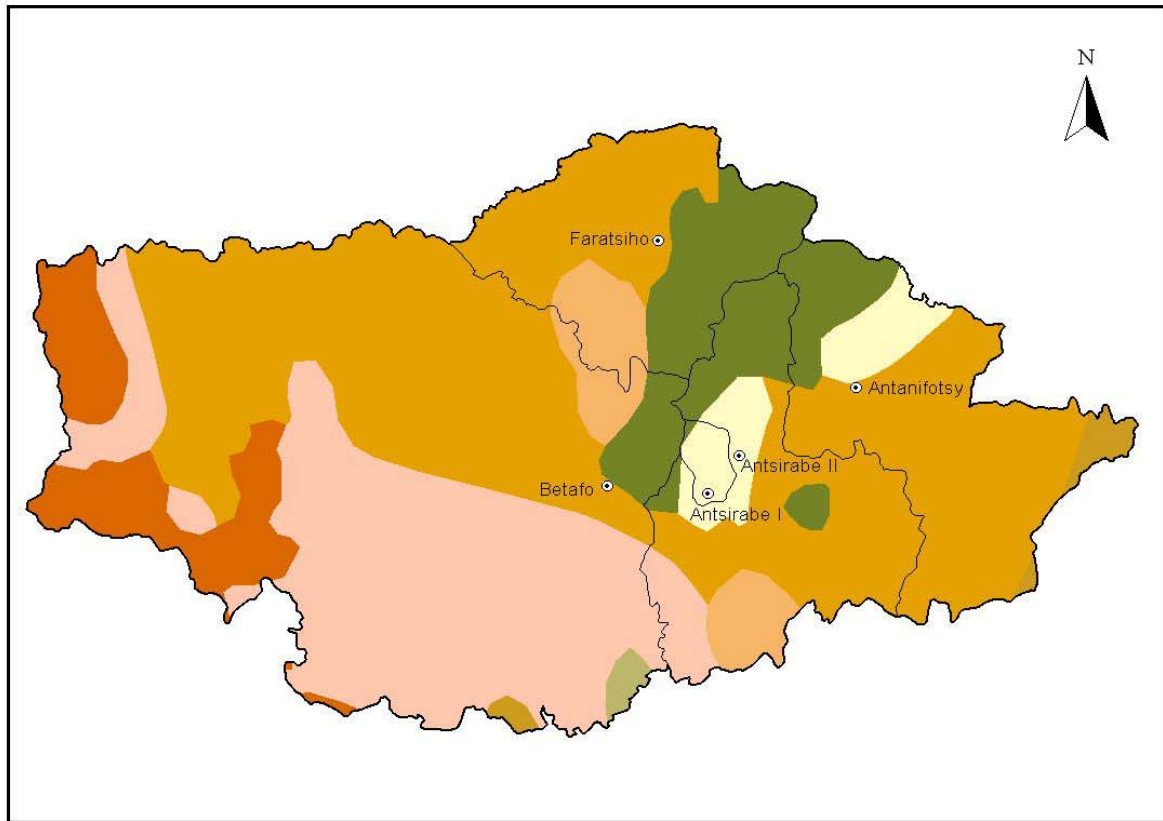 N
Faratsiho
Antanifotsy
Antsirabe II
Betafo
Antsirabe I